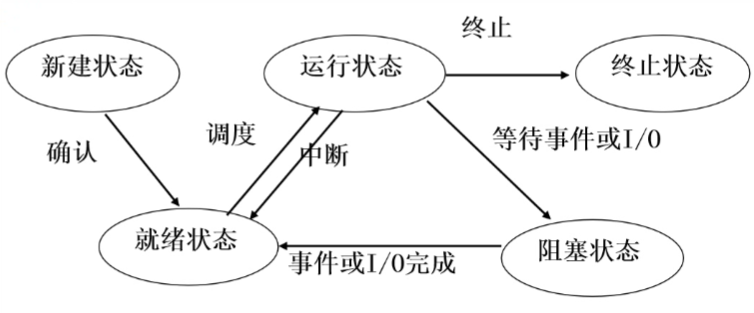 终止
新建状态
运行状态
终止状态
确认
调度
中断
等待事件或I/0
就绪状态
事件或I/0完成
阻塞状态